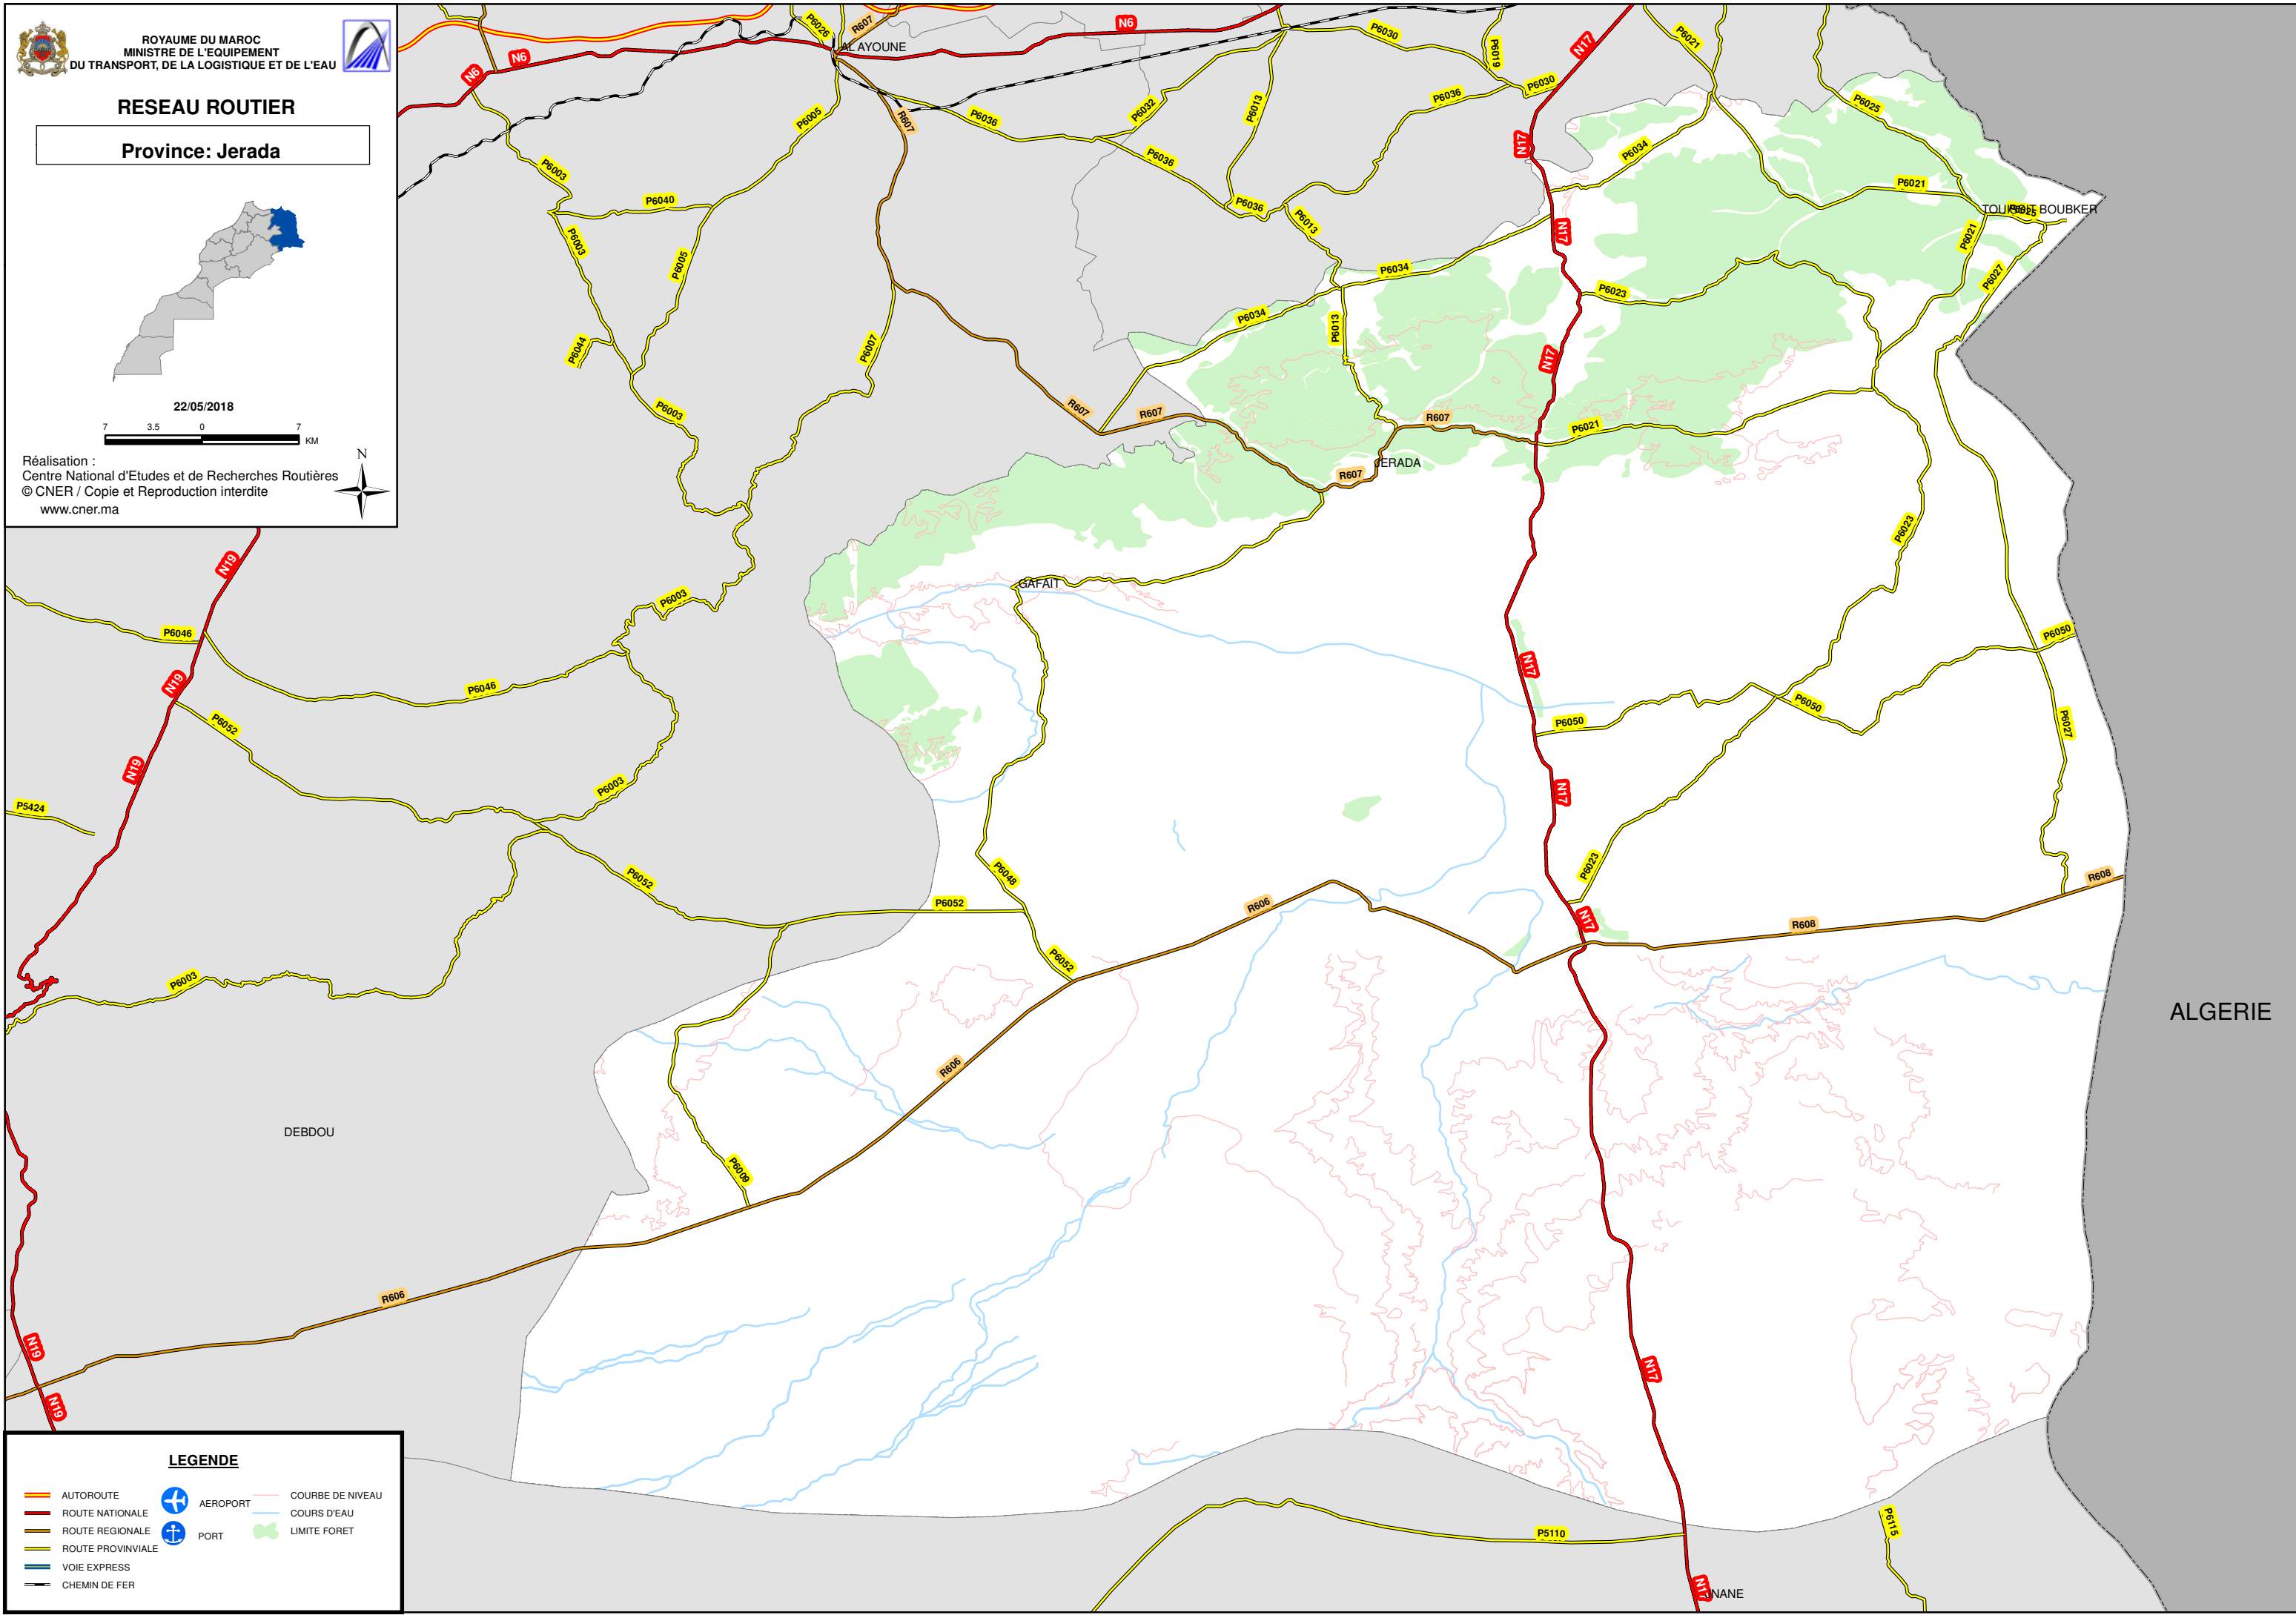 ROYAUME DU MAROC
MINISTRE DE L'EQUIPEMENT
DU TRANSPORT, DE LA LOGISTIQUE ET DE L'EAU
RESEAU ROUTIER
Province: Jerada
22/05/2018
7 3.5 0 7
KM
N
Réalisation :
Centre National d'Etudes et de Recherches Routières
© CNER / Copie et Reproduction interdite
www.cner.ma
P6026
R607
N6
AL AYOUNE
N6
N6
P6030
P6019
N17
P6021
P6030
P6036
P6032
P6013
P6025
P6005
R607
P6036
N17
P6034
P6036
P6003
P6021
P6040
P6036
P6013
P6025
BOUBKER
P6003
N17
P6021
P6005
P6034
P6027
P6023
P6034
P6013
P6044
P6007
N17
P6003
R607
R607
R607
P6021
JERADA
R607
P6023
N19
GAFAIT
P6003
P6046
P6050
N17
N19
P6046
P6050
P6052
P6050
P6027
N19
P6003
N17
P5424
P6048
P6023
P6052
R608
P6052
R606
N17
R608
P6052
P6003
ALGERIE
R606
DEBDOU
P6009
R606
N19
N17
N19
LEGENDE
AUTOROUTE
ROUTE NATIONALE
ROUTE REGIONALE
ROUTE PROVINVIALE
VOIE EXPRESS
CHEMIN DE FER
AEROPORT
PORT
COURBE DE NIVEAU
COURS D'EAU
LIMITE FORET
P5110
P6115
N17
NANE